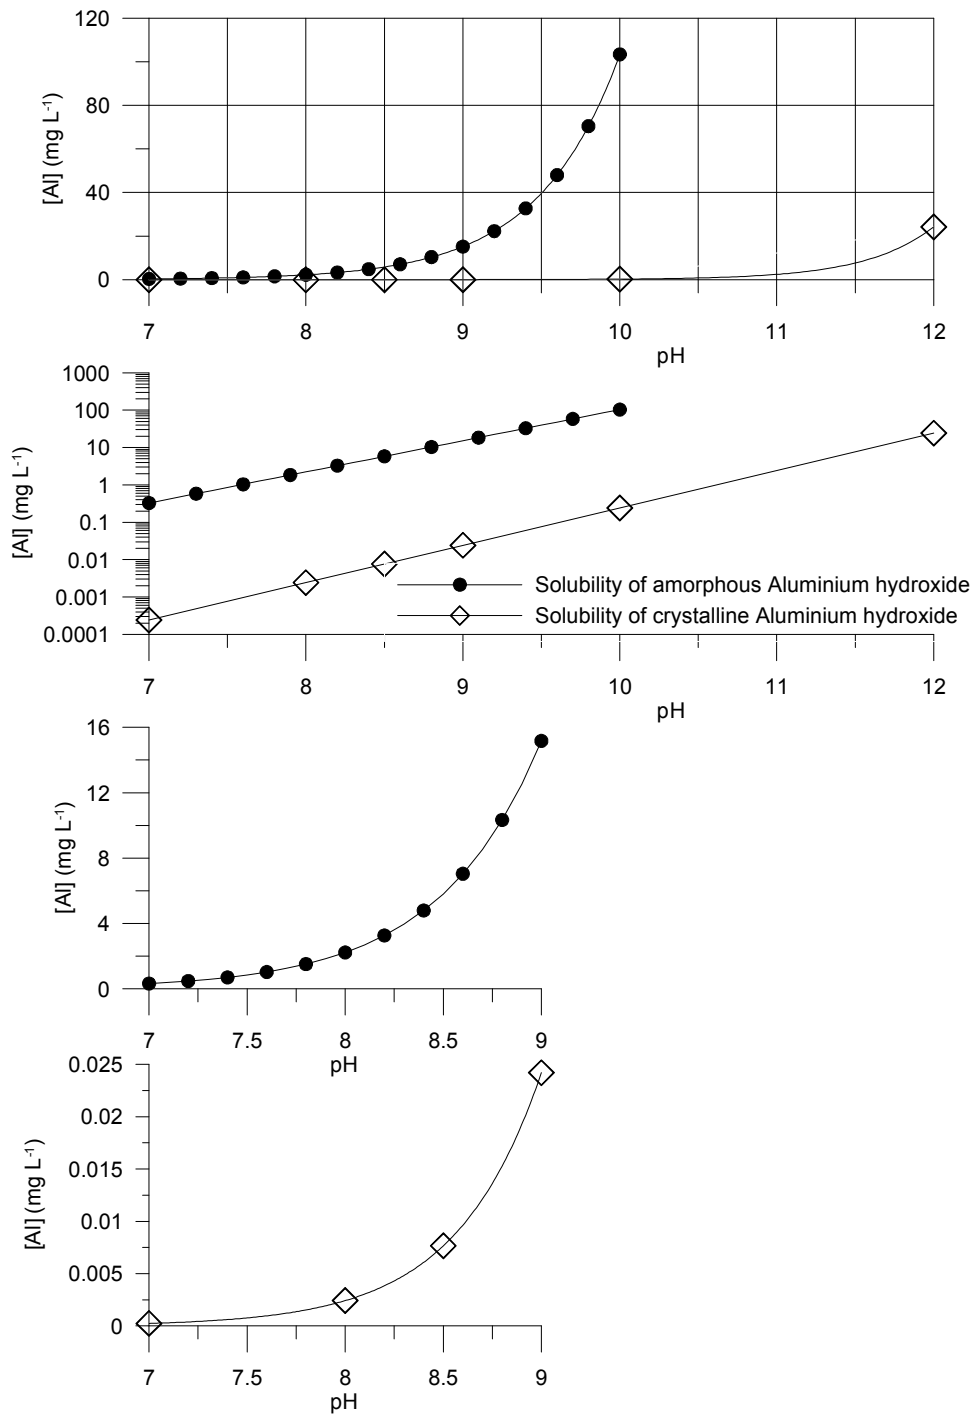 120
80
40
0
[Al] (mg L⁻¹)
7 8 9 10 11 12
pH
1000
100
10
1
0.1
0.01
0.001
0.0001
[Al] (mg L⁻¹)
Solubility of amorphous Aluminium hydroxide
Solubility of crystalline Aluminium hydroxide
7 8 9 10 11 12
pH
16
12
8
4
0
[Al] (mg L⁻¹)
7 7.5 8 8.5 9
pH
0.025
0.02
0.015
0.01
0.005
0
[Al] (mg L⁻¹)
7 7.5 8 8.5 9
pH